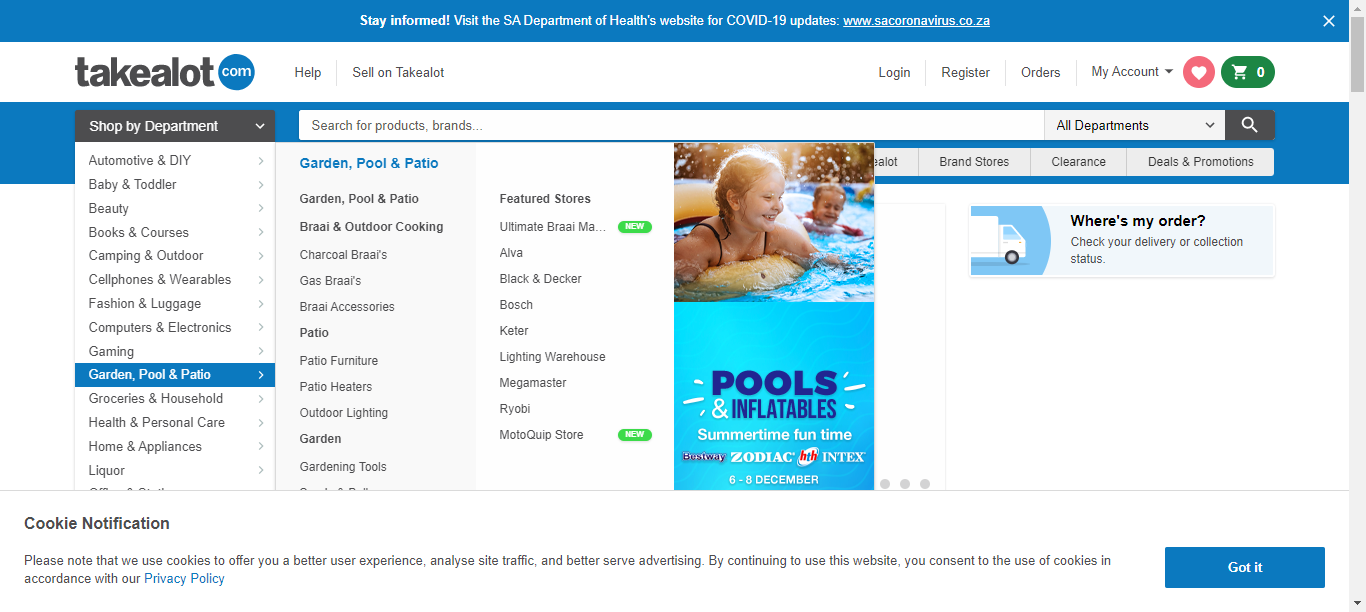 Stay informed! Visit the SA Department of Health's website for COVID-19 updates: www.sacoronavirus.co.za
takealot com
Help
Sell on Takealot
Login
Register
Orders
My Account
0
Shop by Department
Search for products, brands...
All Departments
Brand Stores
Clearance
Deals & Promotions
Automotive & DIY
Baby & Toddler
Beauty
Books & Courses
Camping & Outdoor
Cellphones & Wearables
Fashion & Luggage
Computers & Electronics
Gaming
Garden, Pool & Patio
Groceries & Household
Health & Personal Care
Home & Appliances
Liquor
Garden, Pool & Patio
Garden, Pool & Patio
Braai & Outdoor Cooking
Charcoal Braai's
Gas Braai's
Braai Accessories
Patio
Patio Furniture
Patio Heaters
Outdoor Lighting
Garden
Gardening Tools
Featured Stores
Ultimate Braai Ma... NEW
Alva
Black & Decker
Bosch
Keter
Lighting Warehouse
Megamaster
Ryobi
MotoQuip Store NEW
POOLS
& INFLATABLES
Summertime fun time
Bestway ZODIAC hth INTEX
6 - 8 DECEMBER
Where's my order?
Check your delivery or collection
status.
Cookie Notification
Please note that we use cookies to offer you a better user experience, analyse site traffic, and better serve advertising. By continuing to use this website, you consent to the use of cookies in
accordance with our Privacy Policy
Got it